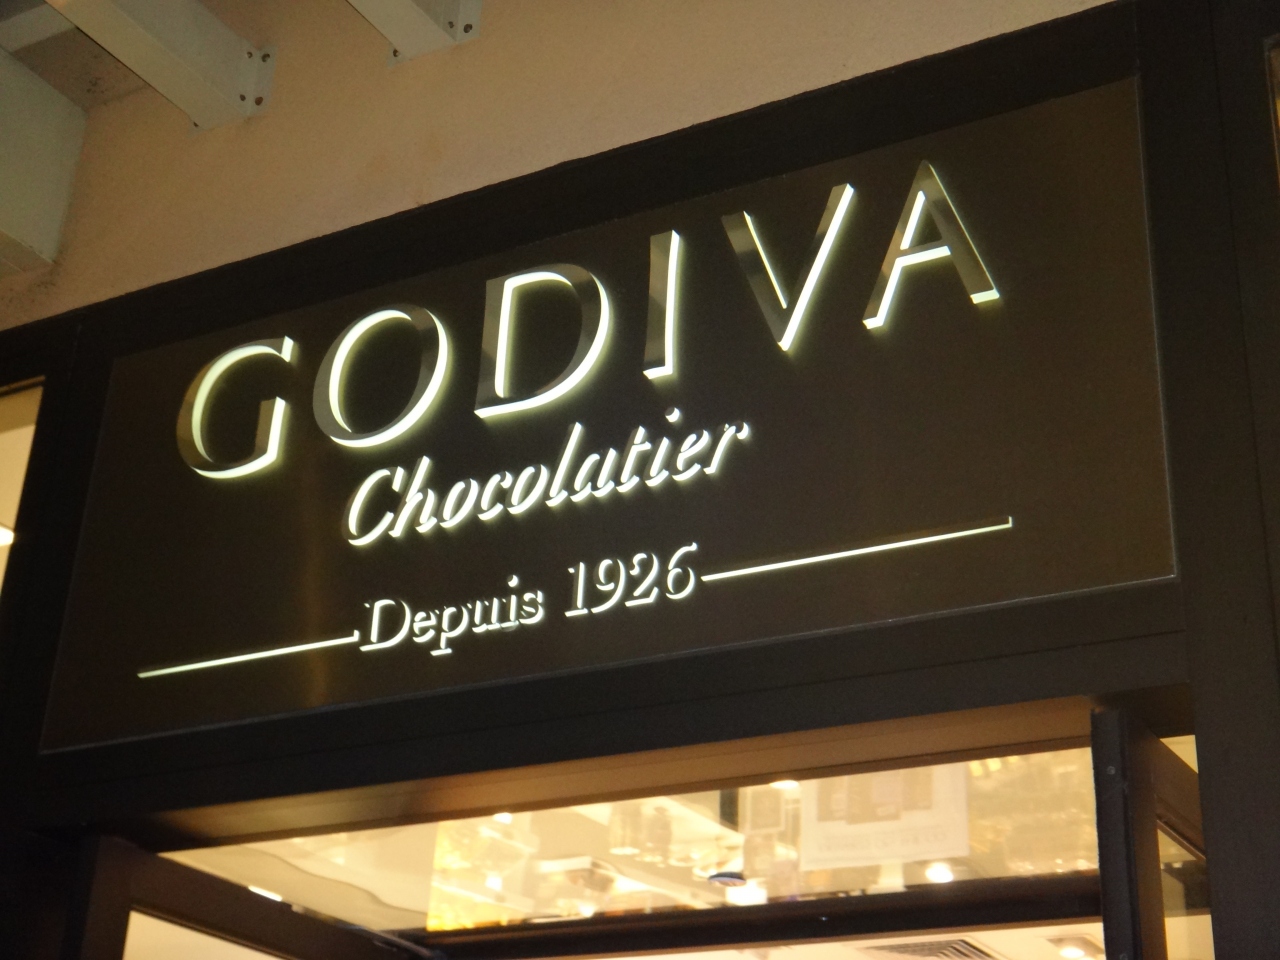 GODIVA
Chocolatier
Depuis 1926